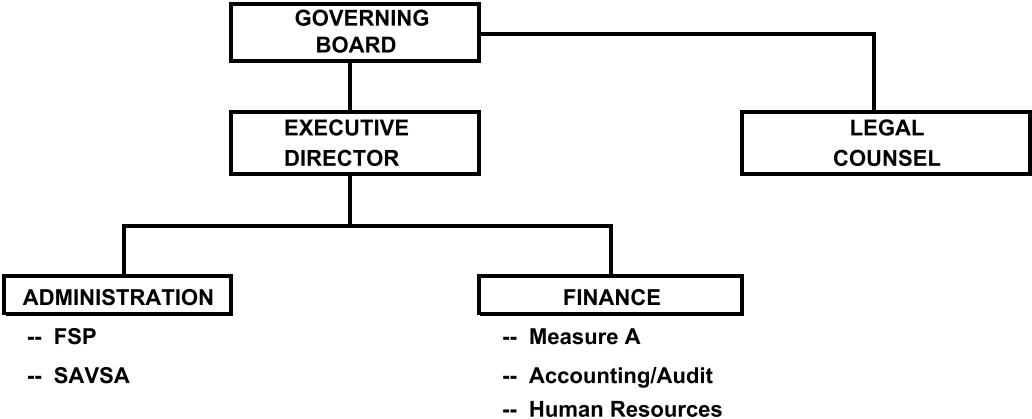 GOVERNING
BOARD
EXECUTIVE
DIRECTOR
LEGAL
COUNSEL
ADMINISTRATION
-- FSP
-- SAVSA
FINANCE
-- Measure A
-- Accounting/Audit
-- Human Resources